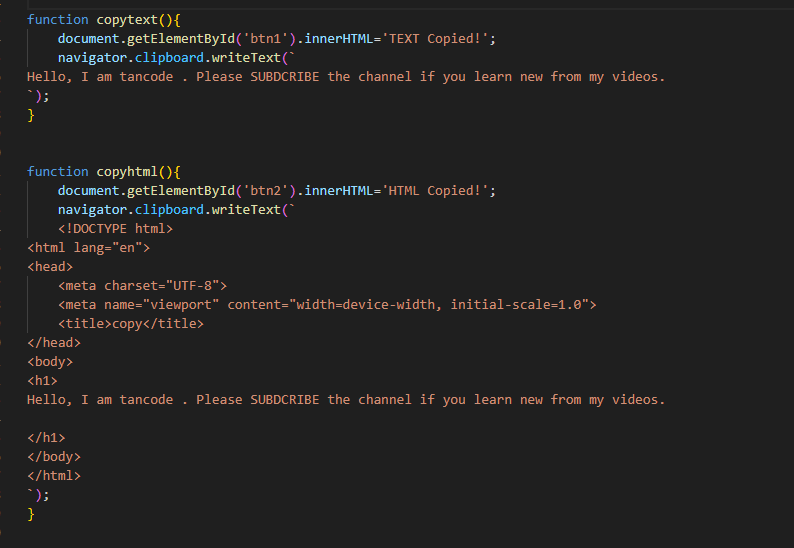 function copytext(){
    document.getElementById('btn1').innerHTML='TEXT Copied!';
    navigator.clipboard.writeText(`
Hello, I am tancode . Please SUBDCRIBE the channel if you learn new from my videos.
`);
}
function copyhtml(){
    document.getElementById('btn2').innerHTML='HTML Copied!';
    navigator.clipboard.writeText(`
    <!DOCTYPE html>
<html lang="en">
<head>
    <meta charset="UTF-8">
    <meta name="viewport" content="width=device-width, initial-scale=1.0">
    <title>copy</title>
</head>
<body>
<h1>
Hello, I am tancode . Please SUBDCRIBE the channel if you learn new from my videos.
</h1>
</body>
</html>
`);
}